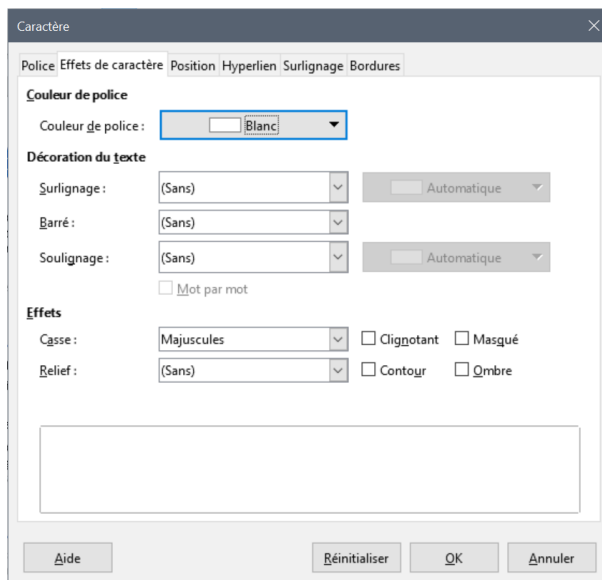 Caractère
Police Effets de caractère Position Hyperlien Surlignage Bordures
Couleur de police
Couleur de police : Blanc
Décoration du texte
Surlignage : (Sans) Automatique
Barré : (Sans)
Soulignage : (Sans) Automatique
Mot par mot
Effets
Casse : Majuscules Clignotant Masqué
Relief : (Sans) Contour Ombre
Aide Réinitialiser OK Annuler